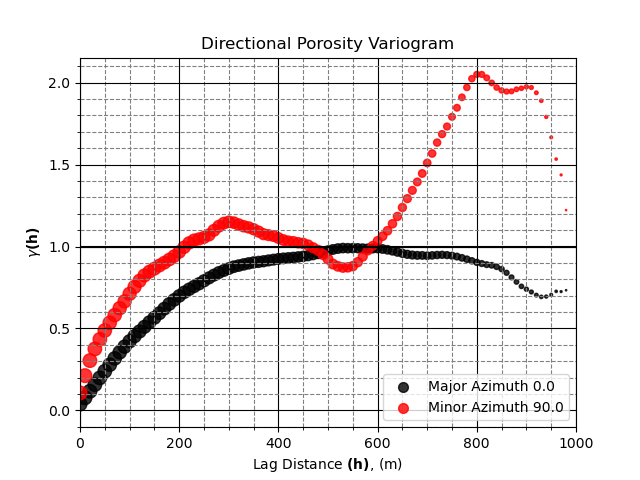 Directional Porosity Variogram
2.0
1.5
1.0
0.5
0.0
γ(h)
0
200
400
600
800
1000
Lag Distance (h), (m)
Major Azimuth 0.0
Minor Azimuth 90.0